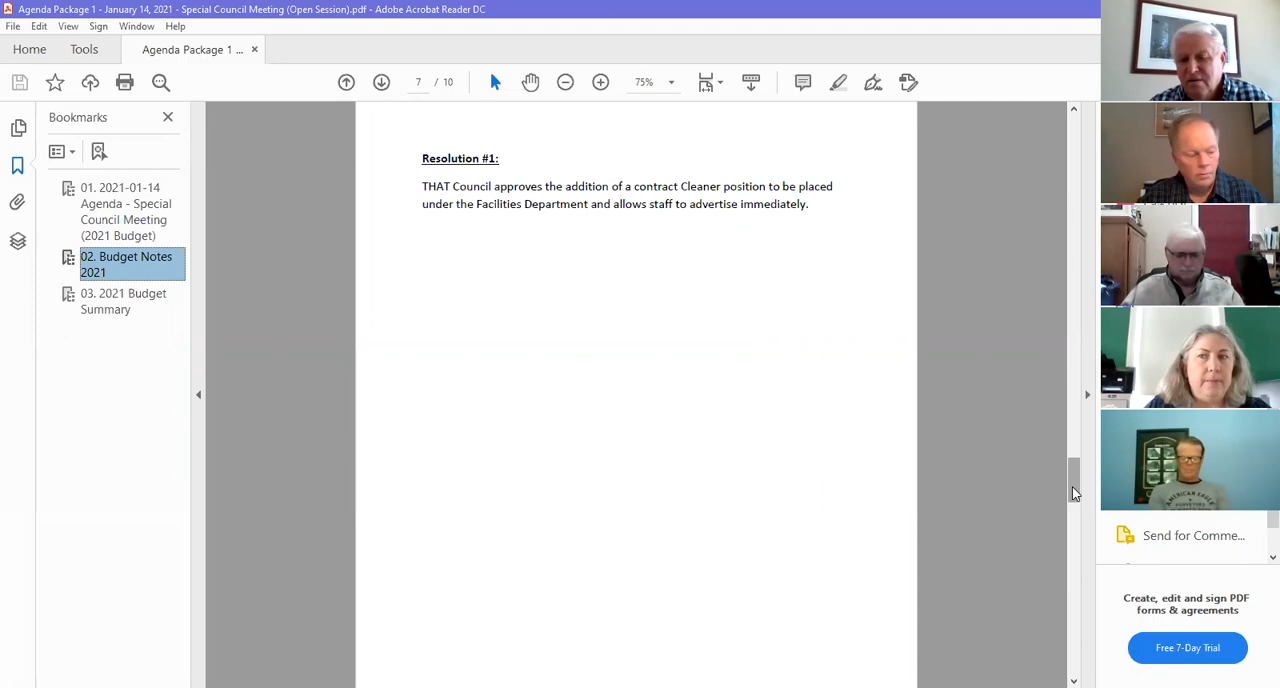 Agenda Package 1 - January 14, 2021 - Special Council Meeting (Open Session).pdf - Adobe Acrobat Reader DC
File Edit View Sign Window Help
Home Tools Agenda Package 1 ... ×
7 / 10 75%
Bookmarks
01. 2021-01-14
Agenda - Special
Council Meeting
(2021 Budget)
02. Budget Notes
2021
03. 2021 Budget
Summary
Resolution #1:
THAT Council approves the addition of a contract Cleaner position to be placed
under the Facilities Department and allows staff to advertise immediately.
AMERICAN EAGLE
Send for Comme...
Create, edit and sign PDF
forms & agreements
Free 7-Day Trial